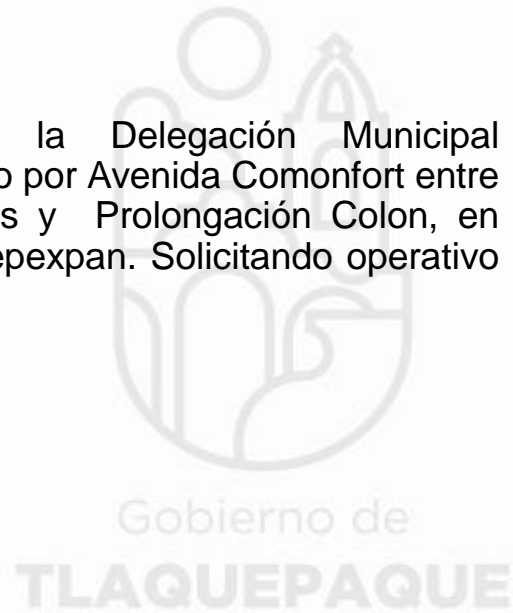 la Delegación Municipal
o por Avenida Comonfort entre
s y Prolongación Colon, en
epexpan. Solicitando operativo
Gobierno de
TLAQUEPAQUE